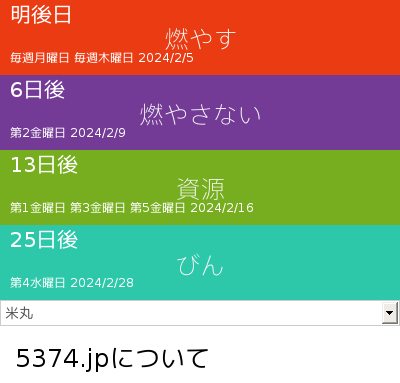 明後日
燃やす
毎週月曜日 毎週木曜日 2024/2/5
6日後
燃やさない
第2金曜日 2024/2/9
13日後
資源
第1金曜日 第3金曜日 第5金曜日 2024/2/16
25日後
びん
第4水曜日 2024/2/28
米丸
5374.jpについて